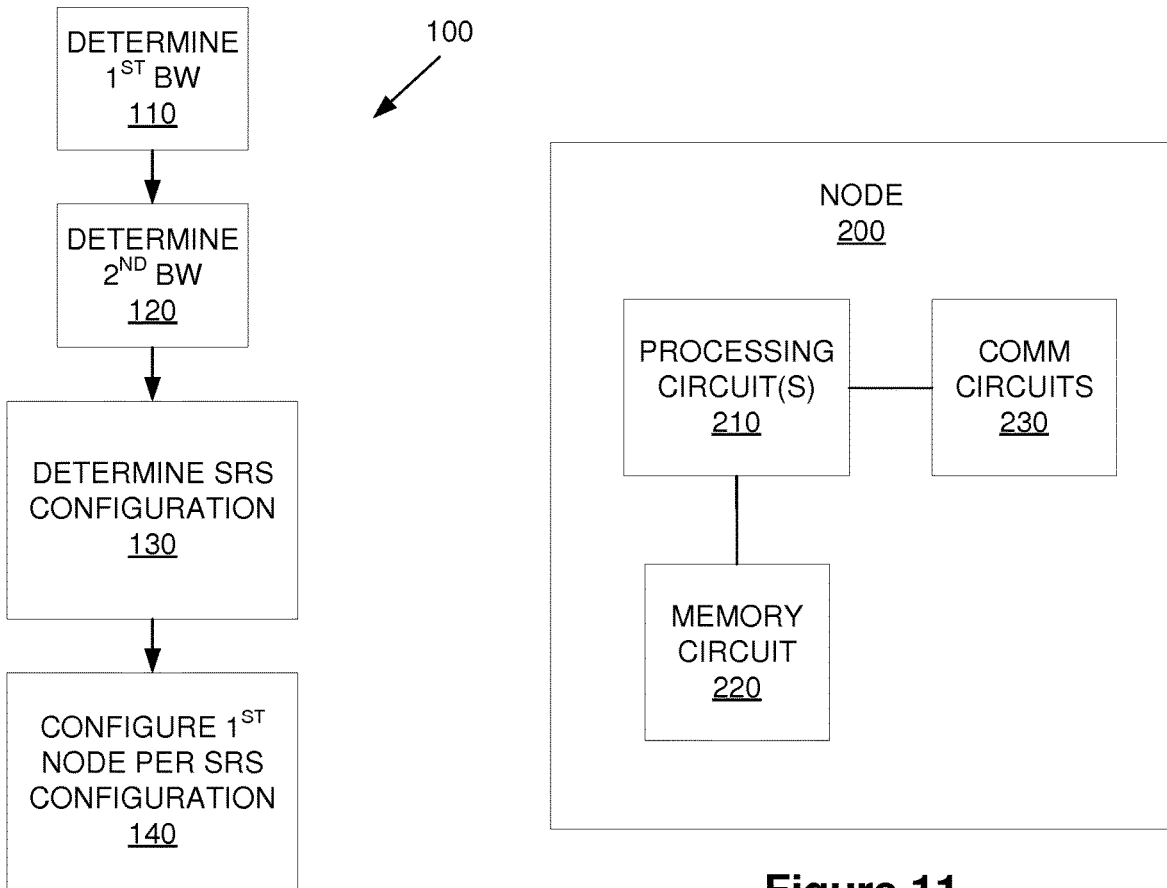 DETERMINE
1ST BW
110
100
DETERMINE
2ND BW
120
DETERMINE SRS
CONFIGURATION
130
CONFIGURE 1ST
NODE PER SRS
CONFIGURATION
140
NODE
200
PROCESSING
CIRCUIT(S)
210
COMM
CIRCUITS
230
MEMORY
CIRCUIT
220
Figure 11